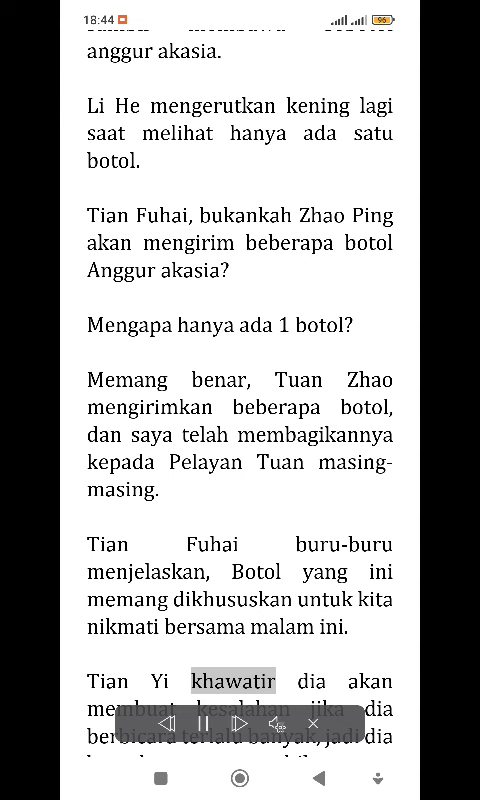 18:44
96
anggur akasia.
Li He mengerutkan kening lagi
saat melihat hanya ada satu
botol.
Tian Fuhai, bukankah Zhao Ping
akan mengirim beberapa botol
Anggur akasia?
Mengapa hanya ada 1 botol?
Memang benar, Tuan Zhao
mengirimkan beberapa botol,
dan saya telah membagikannya
kepada Pelayan Tuan masing-
masing.
Tian Fuhai buru-buru
menjelaskan, Botol yang ini
memang dikhususkan untuk kita
nikmati bersama malam ini.
Tian Yi khawatir dia akan
membuat kesalahan jika dia
berbicara terlalu banyak, jadi dia